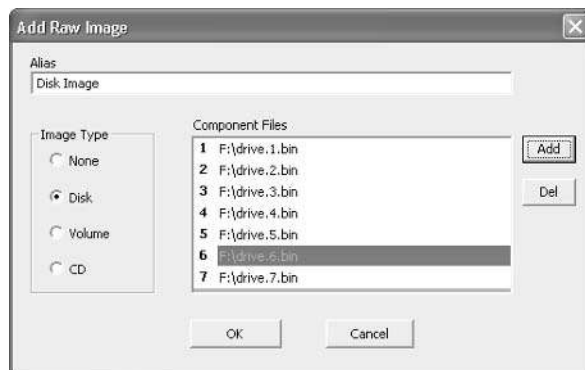 Add Raw Image
Alias
Disk Image
Image Type
None
Disk
Volume
CD
Component Files
1 F:\drive.1.bin
2 F:\drive.2.bin
3 F:\drive.3.bin
4 F:\drive.4.bin
5 F:\drive.5.bin
6 F:\drive.6.bin
7 F:\drive.7.bin
Add
Del
OK
Cancel